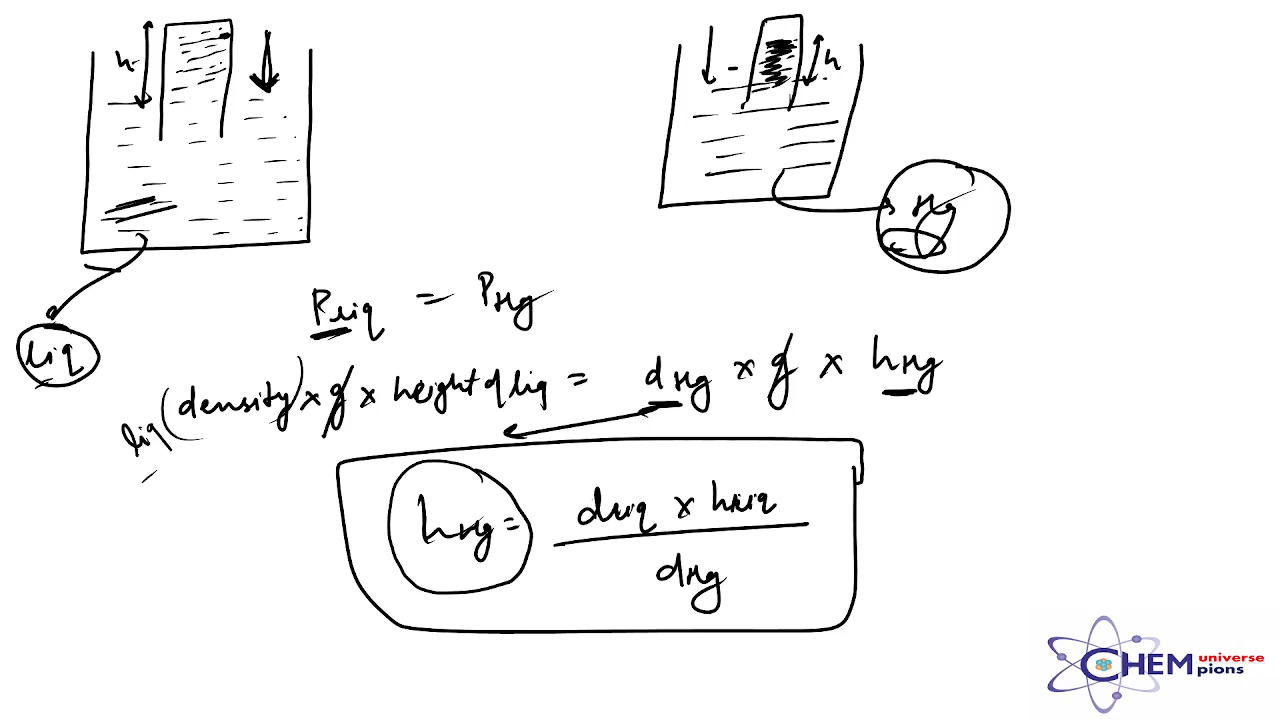 h
h
Hg
liq
Pliq = PHg
liq (density) × g × height of liq = dHg × g × hHg
hHg = dliq × hliq
dHg
CHEM universe
pions